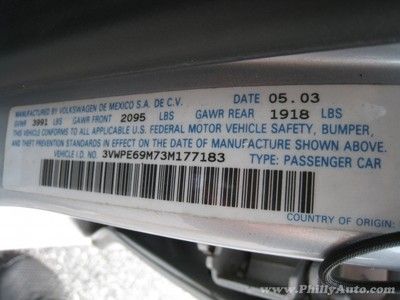 MANUFACTURED BY VOLKSWAGEN DE MEXICO S.A. DE C.V. DATE 05.03
GVWR 3991 LBS GAWR FRONT 2095 LBS GAWR REAR 1918 LBS
THIS VEHICLE CONFORMS TO ALL APPLICABLE U.S. FEDERAL MOTOR VEHICLE SAFETY, BUMPER,
AND THEFT PREVENTION STANDARDS IN EFFECT ON THE DATE OF MANUFACTURE SHOWN ABOVE.
VEHICLE I.D. NO. 3VWPE69M73M177183 TYPE: PASSENGER CAR
COUNTRY OF ORIGIN:
www.PhillyAuto.com